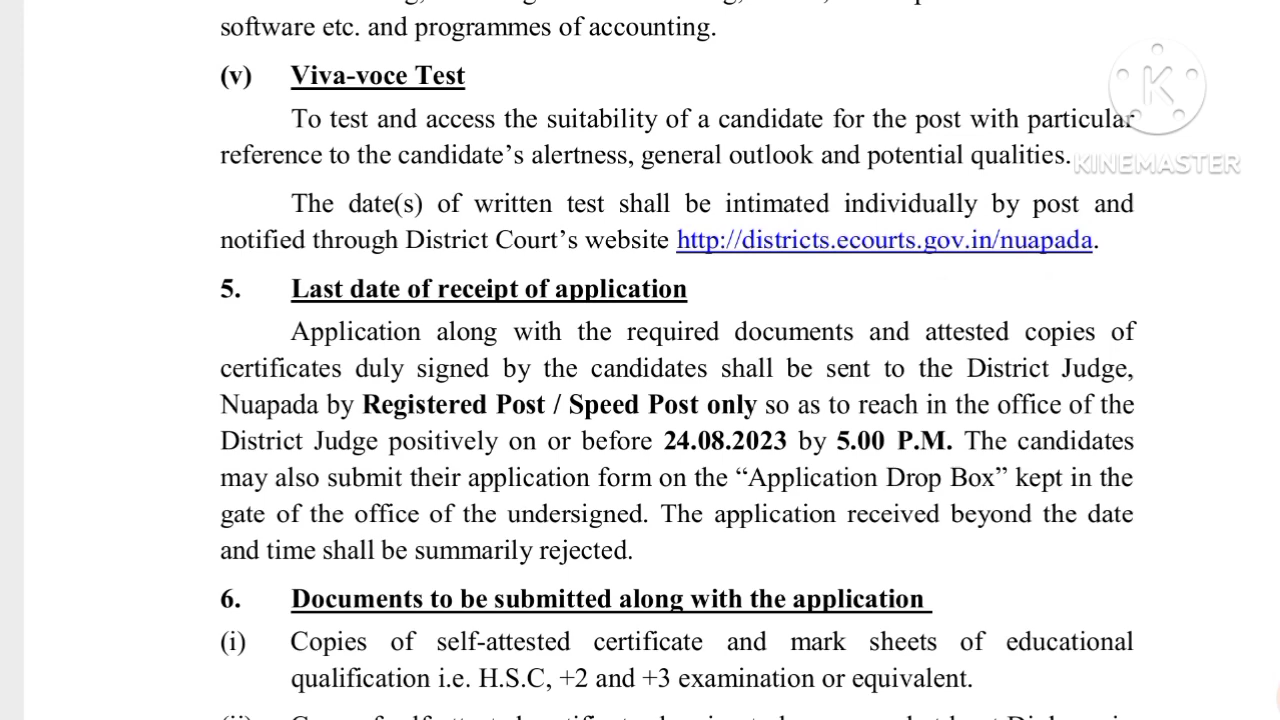 software etc. and programmes of accounting.
(v) Viva-voce Test
To test and access the suitability of a candidate for the post with particular
reference to the candidate's alertness, general outlook and potential qualities.
KINEMASTER
The date(s) of written test shall be intimated individually by post and
notified through District Court's website http://districts.ecourts.gov.in/nuapada.
5. Last date of receipt of application
Application along with the required documents and attested copies of
certificates duly signed by the candidates shall be sent to the District Judge,
Nuapada by Registered Post / Speed Post only so as to reach in the office of the
District Judge positively on or before 24.08.2023 by 5.00 P.M. The candidates
may also submit their application form on the “Application Drop Box” kept in the
gate of the office of the undersigned. The application received beyond the date
and time shall be summarily rejected.
6. Documents to be submitted along with the application
(i) Copies of self-attested certificate and mark sheets of educational
qualification i.e. H.S.C, +2 and +3 examination or equivalent.